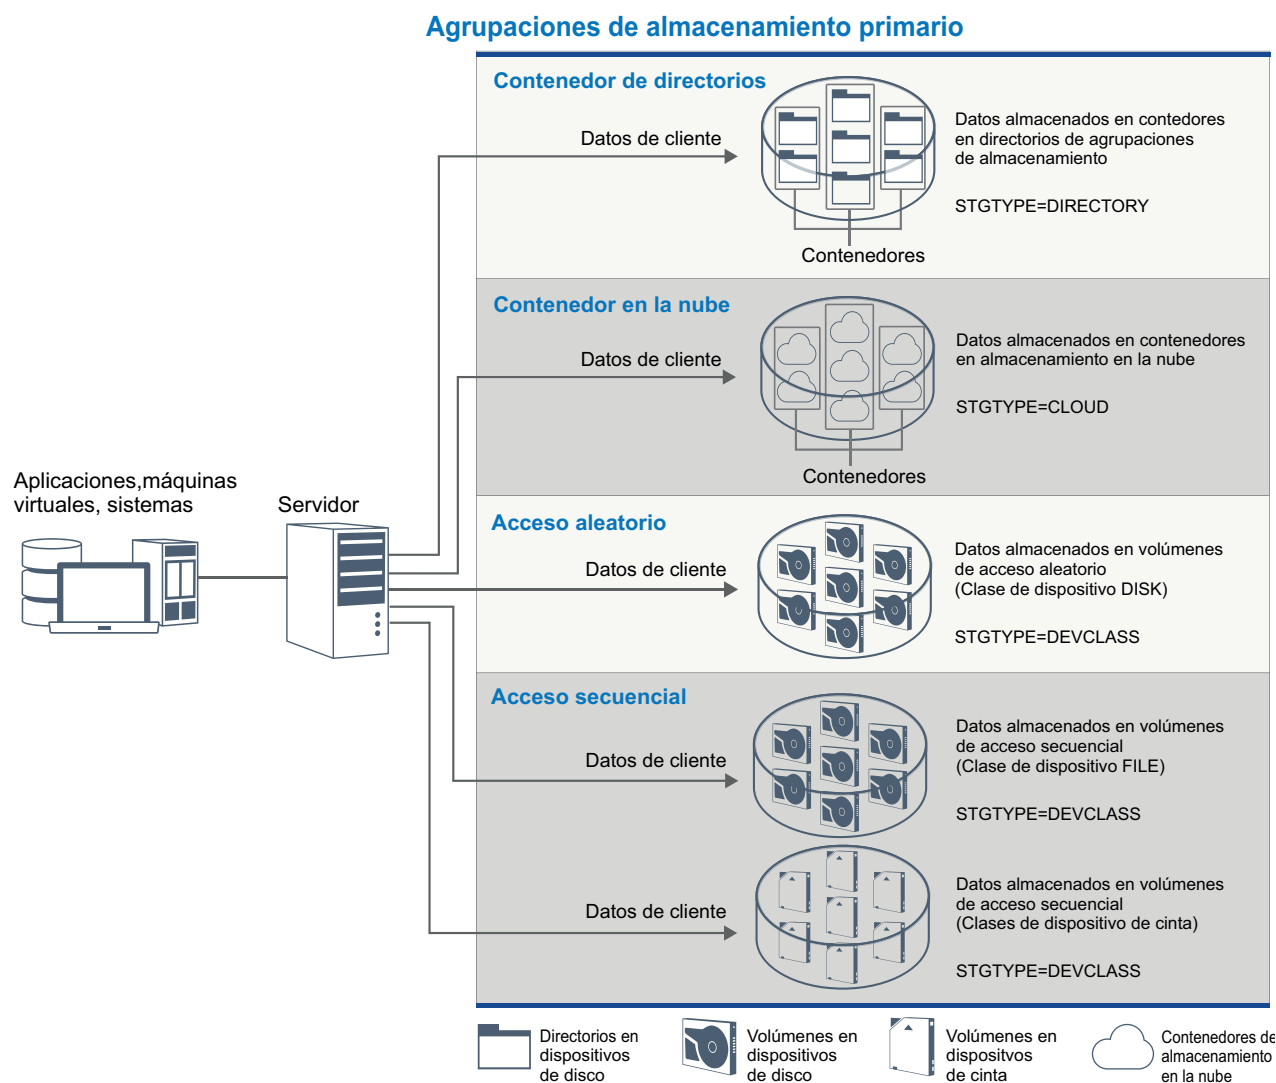 Agrupaciones de almacenamiento primario
Contenedor de directorios
Datos de cliente
Datos almacenados en contedores
en directorios de agrupaciones
de almacenamiento
STGTYPE=DIRECTORY
Contenedores
Contenedor en la nube
Datos de cliente
Datos almacenados en contenedores
en almacenamiento en la nube
STGTYPE=CLOUD
Contenedores
Aplicaciones,máquinas
virtuales, sistemas
Servidor
Acceso aleatorio
Datos de cliente
Datos almacenados en volúmenes
de acceso aleatorio
(Clase de dispositivo DISK)
STGTYPE=DEVCLASS
Acceso secuencial
Datos de cliente
Datos almacenados en volúmenes
de acceso secuencial
(Clase de dispositivo FILE)
STGTYPE=DEVCLASS
Datos de cliente
Datos almacenados en volúmenes
de acceso secuencial
(Clases de dispositivo de cinta)
STGTYPE=DEVCLASS
Directorios en
dispositivos
de disco
Volúmenes en
dispositivos
de disco
Volúmenes en
dispositvos
de cinta
Contenedores de
almacenamiento
en la nube